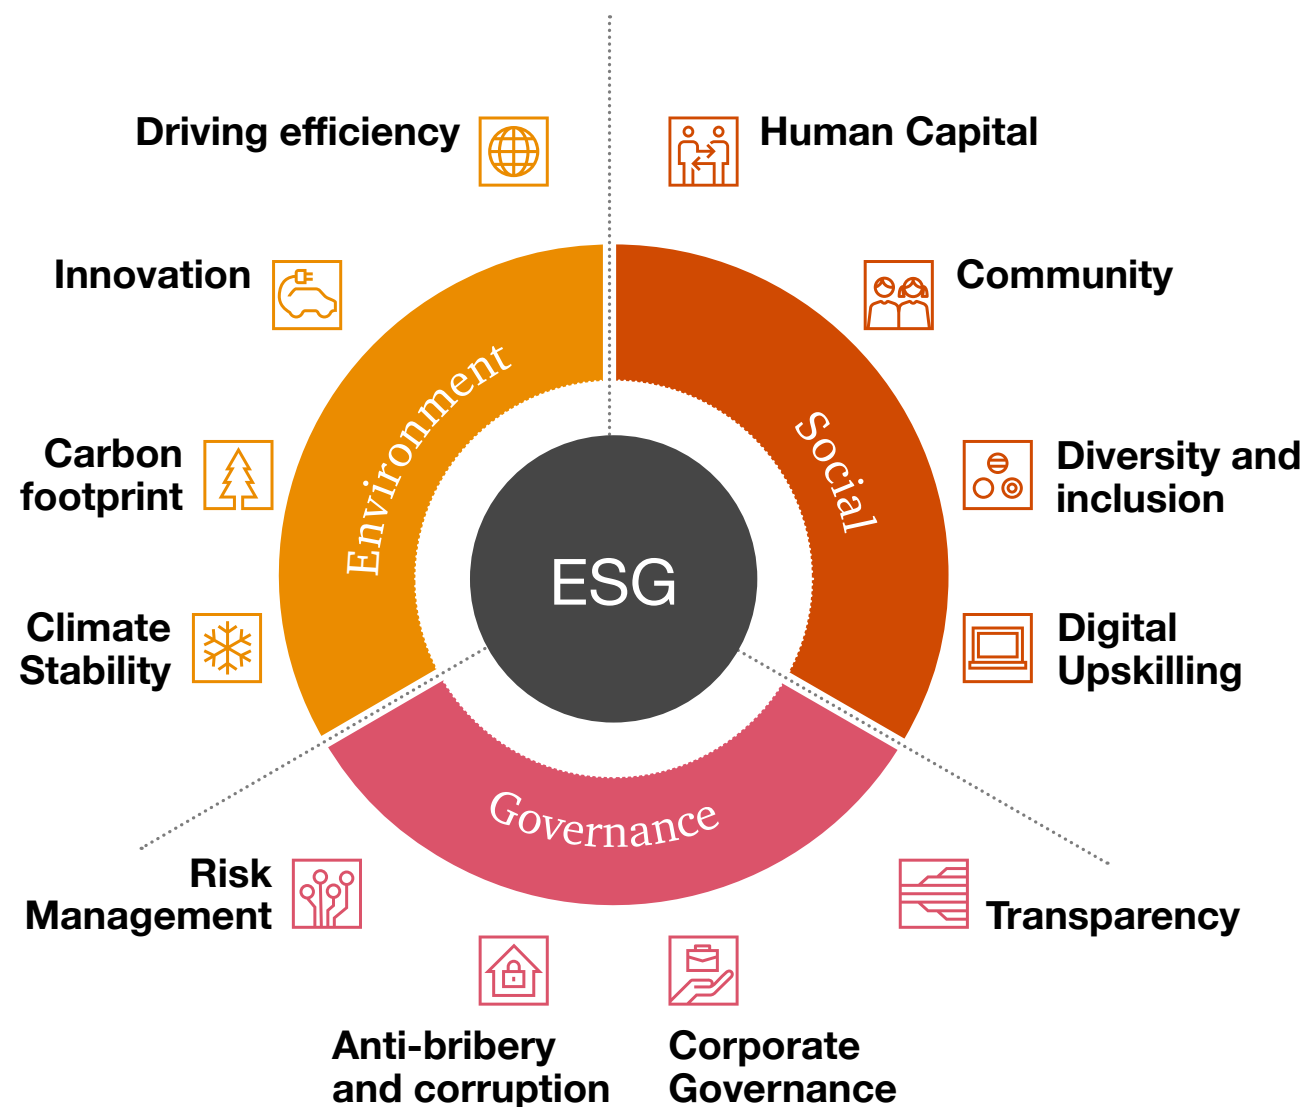 Driving efficiency
Human Capital
Innovation
Community
Environment
Social
Carbon
footprint
Diversity and
inclusion
ESG
Climate
Stability
Digital
Upskilling
Governance
Risk
Management
Transparency
Anti-bribery
and corruption
Corporate
Governance